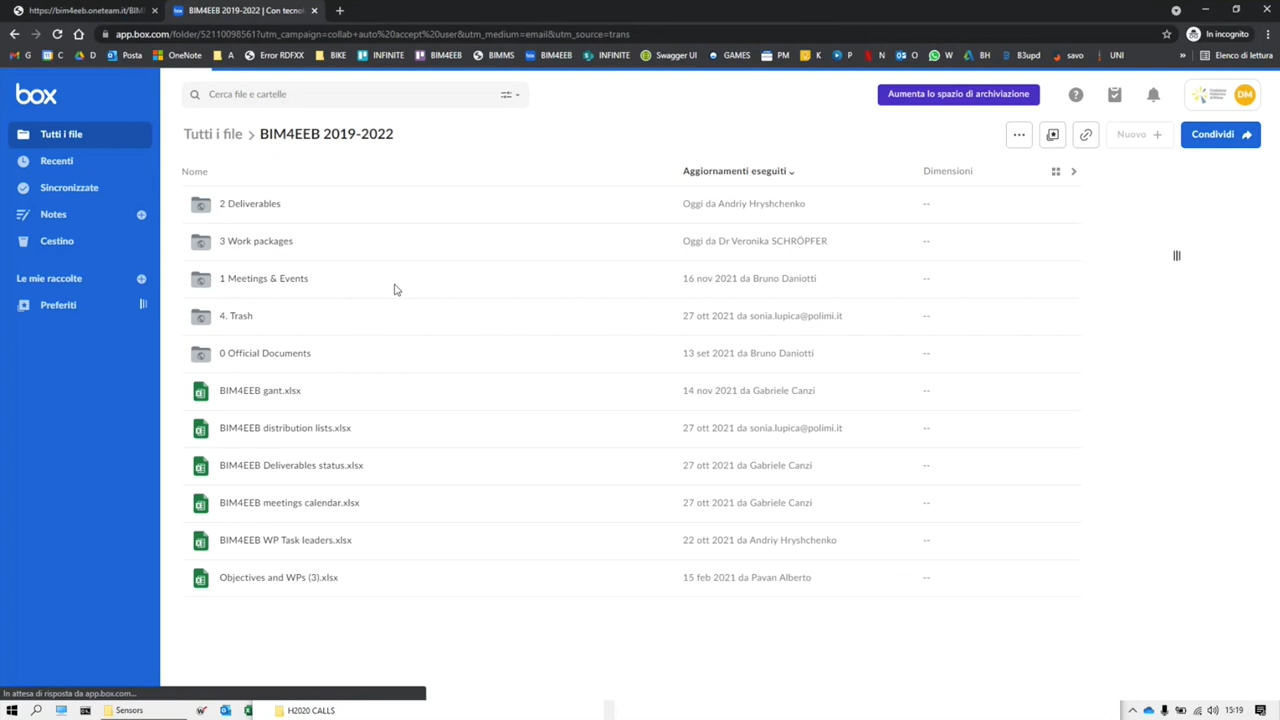 https://bim4eeb.oneteam.it/BIM
BIM4EEB 2019-2022 | Con tecnol
app.box.com/folder/52110098561?utm_campaign=collab+auto%20accept%20user&utm_medium=email&utm_source=trans
In incognito
G
C
D
Posta
OneNote
A
Error RDFXX
BIKE
INFINITE
BIM4EEB
BIMMS
BIM4EEB
INFINITE
Swagger UI
GAMES
PM
K
P
N
O
W
BH
B3upd
savo
UNI
»
Elenco di lettura
box
Cerca file e cartelle
Aumenta lo spazio di archiviazione
DM
Tutti i file
Tutti i file > BIM4EEB 2019-2022
Nuovo +
Condividi
Recenti
Sincronizzate
Notes
Cestino
Le mie raccolte
Preferiti
Nome Aggiornamenti eseguiti Dimensioni
2 Deliverables Oggi da Andriy Hryshchenko --
3 Work packages Oggi da Dr Veronika SCHRÖPFER --
1 Meetings & Events 16 nov 2021 da Bruno Daniotti --
4. Trash 27 ott 2021 da sonia.lupica@polimi.it --
0 Official Documents 13 set 2021 da Bruno Daniotti --
BIM4EEB gant.xlsx 14 nov 2021 da Gabriele Canzi --
BIM4EEB distribution lists.xlsx 27 ott 2021 da sonia.lupica@polimi.it --
BIM4EEB Deliverables status.xlsx 27 ott 2021 da Gabriele Canzi --
BIM4EEB meetings calendar.xlsx 27 ott 2021 da Gabriele Canzi --
BIM4EEB WP Task leaders.xlsx 22 ott 2021 da Andriy Hryshchenko --
Objectives and WPs (3).xlsx 15 feb 2021 da Pavan Alberto --
In attesa di risposta da app.box.com...
Sensors
H2020 CALLS
15:19